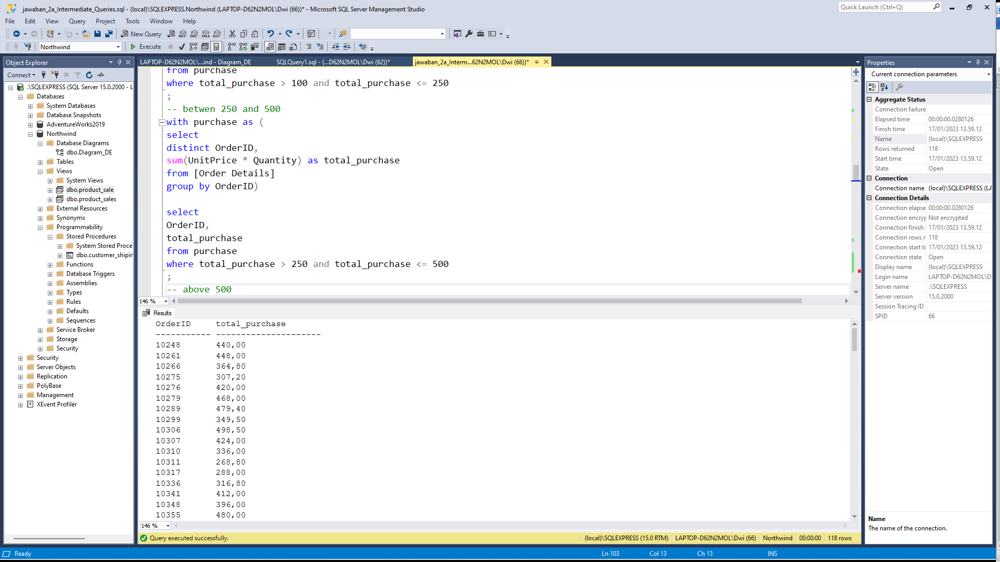 jawaban_2a_Intermediate_Queries.sql - (local)\SQLEXPRESS.Northwind (LAPTOP-D62N2MOL\Dwi (66))* - Microsoft SQL Server Management Studio
Quick Launch (Ctrl+Q)
File Edit View Query Project Tools Window Help
New Query
MDX DMX XMLA DAX
Northwind
Execute
Object Explorer
Connect
.\SQLEXPRESS (SQL Server 15.0.2000 - L
Databases
System Databases
Database Snapshots
AdventureWorks2019
Northwind
Database Diagrams
dbo.Diagram_DE
Tables
Views
System Views
dbo.product_sale
dbo.product_sales
External Resources
Synonyms
Programmability
Stored Procedures
System Stored Proce
dbo.customer_shipin
Functions
Database Triggers
Assemblies
Types
Rules
Defaults
Sequences
Service Broker
Storage
Security
Security
Server Objects
Replication
PolyBase
Management
XEvent Profiler
LAPTOP-D62N2MOL\...ind - Diagram_DE
SQLQuery1.sql - (...D62N2MOL\Dwi (62))*
jawaban_2a_Interm...62N2MOL\Dwi (66))*
from purchase
where total_purchase > 100 and total_purchase <= 250
;
-- betwen 250 and 500
with purchase as (
select
distinct OrderID,
sum(UnitPrice * Quantity) as total_purchase
from [Order Details]
group by OrderID)
select
OrderID,
total_purchase
from purchase
where total_purchase > 250 and total_purchase <= 500
;
-- above 500
146 %
Results
OrderID total_purchase
----------- ---------------------
10248 440,00
10261 448,00
10266 364,80
10275 307,20
10276 420,00
10279 468,00
10289 479,40
10299 349,50
10306 498,50
10307 424,00
10310 336,00
10311 268,80
10317 288,00
10336 316,80
10341 412,00
10348 396,00
10355 480,00
146 %
Query executed successfully.
(local)\SQLEXPRESS (15.0 RTM) LAPTOP-D62N2MOL\Dwi (66) Northwind 00:00:00 118 rows
Properties
Current connection parameters
Aggregate Status
Connection failure
Elapsed time 00:00:00.0280126
Finish time 17/01/2023 13.59.12
Name (local)\SQLEXPRESS
Rows returned 118
Start time 17/01/2023 13.59.12
State Open
Connection
Connection name (local)\SQLEXPRESS (LA
Connection Details
Connection elapse 00:00:00.0280126
Connection encryp Not encrypted
Connection finish 17/01/2023 13.59.12
Connection rows r 118
Connection start ti 17/01/2023 13.59.12
Connection state Open
Display name (local)\SQLEXPRESS
Login name LAPTOP-D62N2MOL\D
Server name .\SQLEXPRESS
Server version 15.0.2000
Session Tracing ID
SPID 66
Name
The name of the connection.
Ready
Ln 103 Col 13 Ch 13 INS